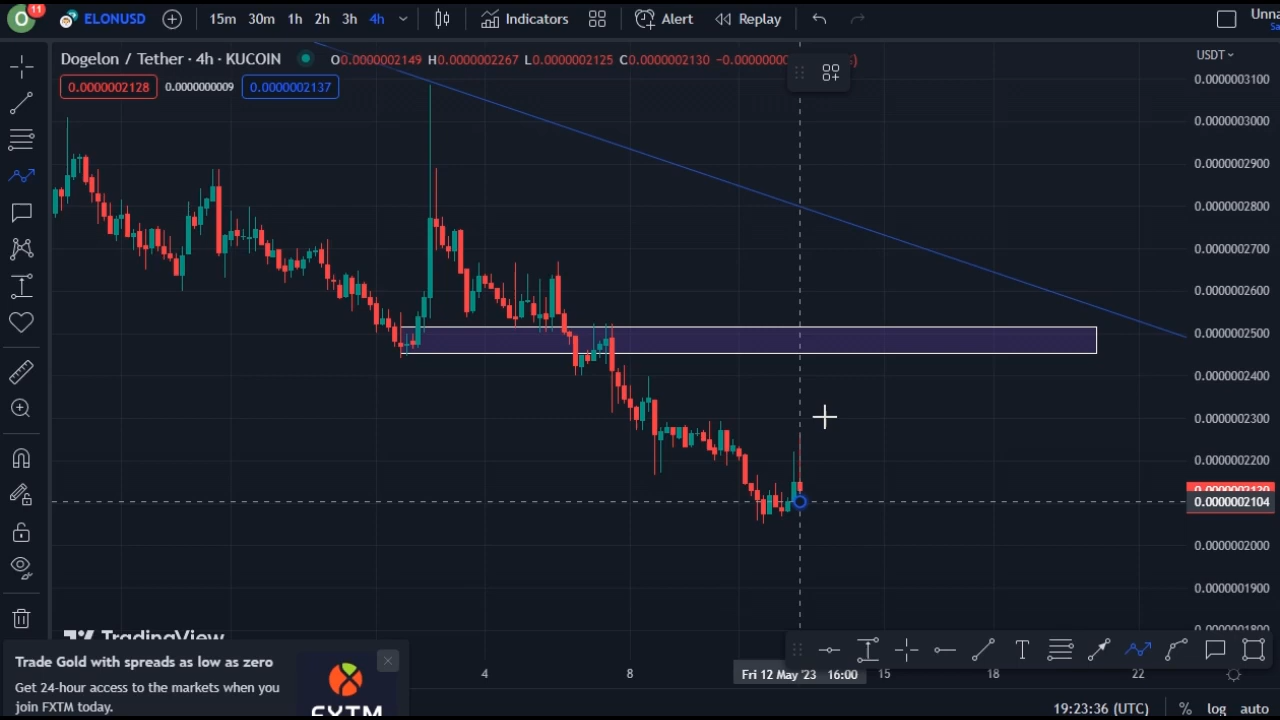 O 11 ELONUSD 15m 30m 1h 2h 3h 4h Indicators Alert Replay
Dogelon / Tether · 4h · KUCOIN O0.0000002149 H0.0000002267 L0.0000002125 C0.0000002130 USDT
0.0000002128 0.0000000009 0.0000002137
0.0000003100
0.0000003000
0.0000002900
0.0000002800
0.0000002700
0.0000002600
0.0000002500
0.0000002400
0.0000002300
0.0000002200
0.0000002104
0.0000002000
0.0000001900
TradingView
Trade Gold with spreads as low as zero
Get 24-hour access to the markets when you
join FXTM today.
FXTM
4 8 Fri 12 May '23 16:00 15 18 22
19:23:36 (UTC) % log auto